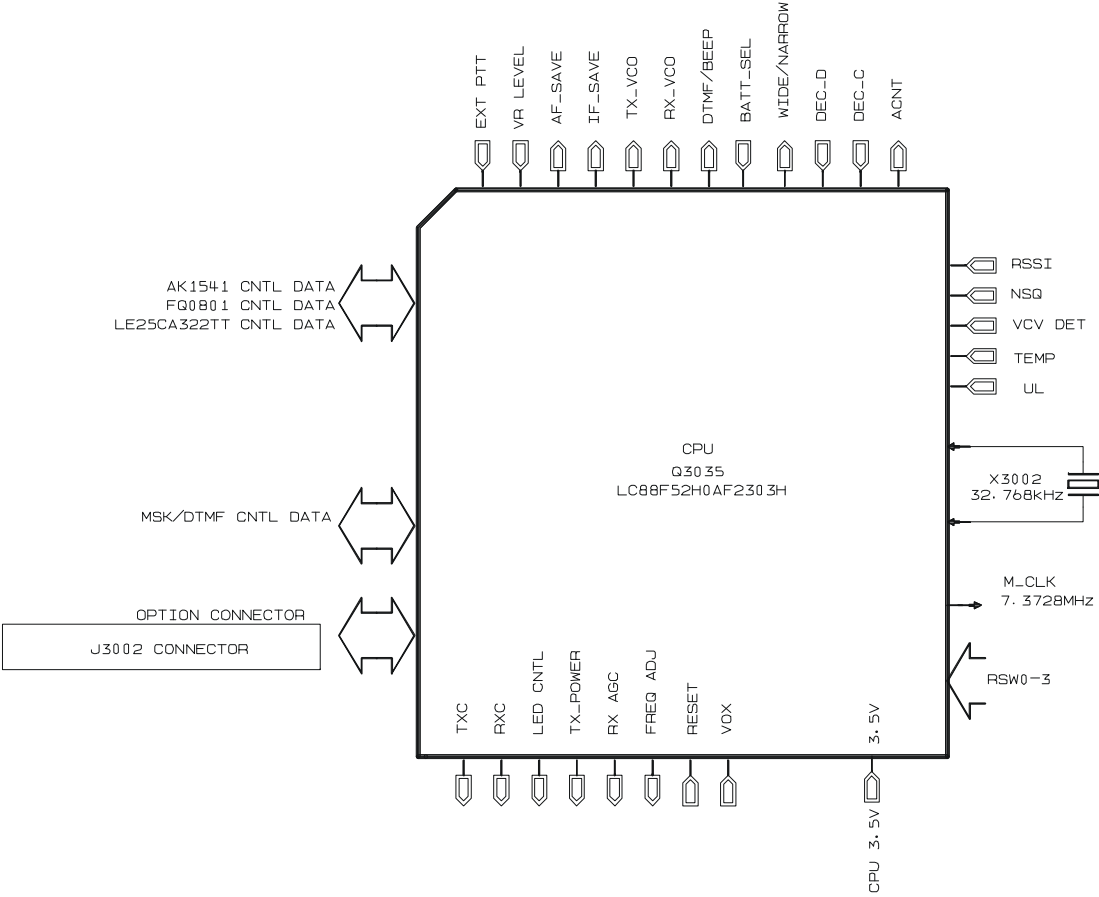 EXT PTT
VR LEVEL
AF_SAVE
IF_SAVE
TX_VCO
RX_VCO
DTMF/BEEP
BATT_SEL
WIDE/NARROW
DEC_D
DEC_C
ACNT
AK1541 CNTL DATA
FQ0801 CNTL DATA
LE25CA322TT CNTL DATA
RSSI
NSQ
VCV DET
TEMP
UL
CPU
Q3035
LC88F52H0AF2303H
X3002
32.768kHz
MSK/DTMF CNTL DATA
M_CLK
7.3728MHz
OPTION CONNECTOR
J3002 CONNECTOR
RSW0-3
TXC
RXC
LED CNTL
TX_POWER
RX AGC
FREQ ADJ
RESET
VOX
3.5V
CPU 3.5V